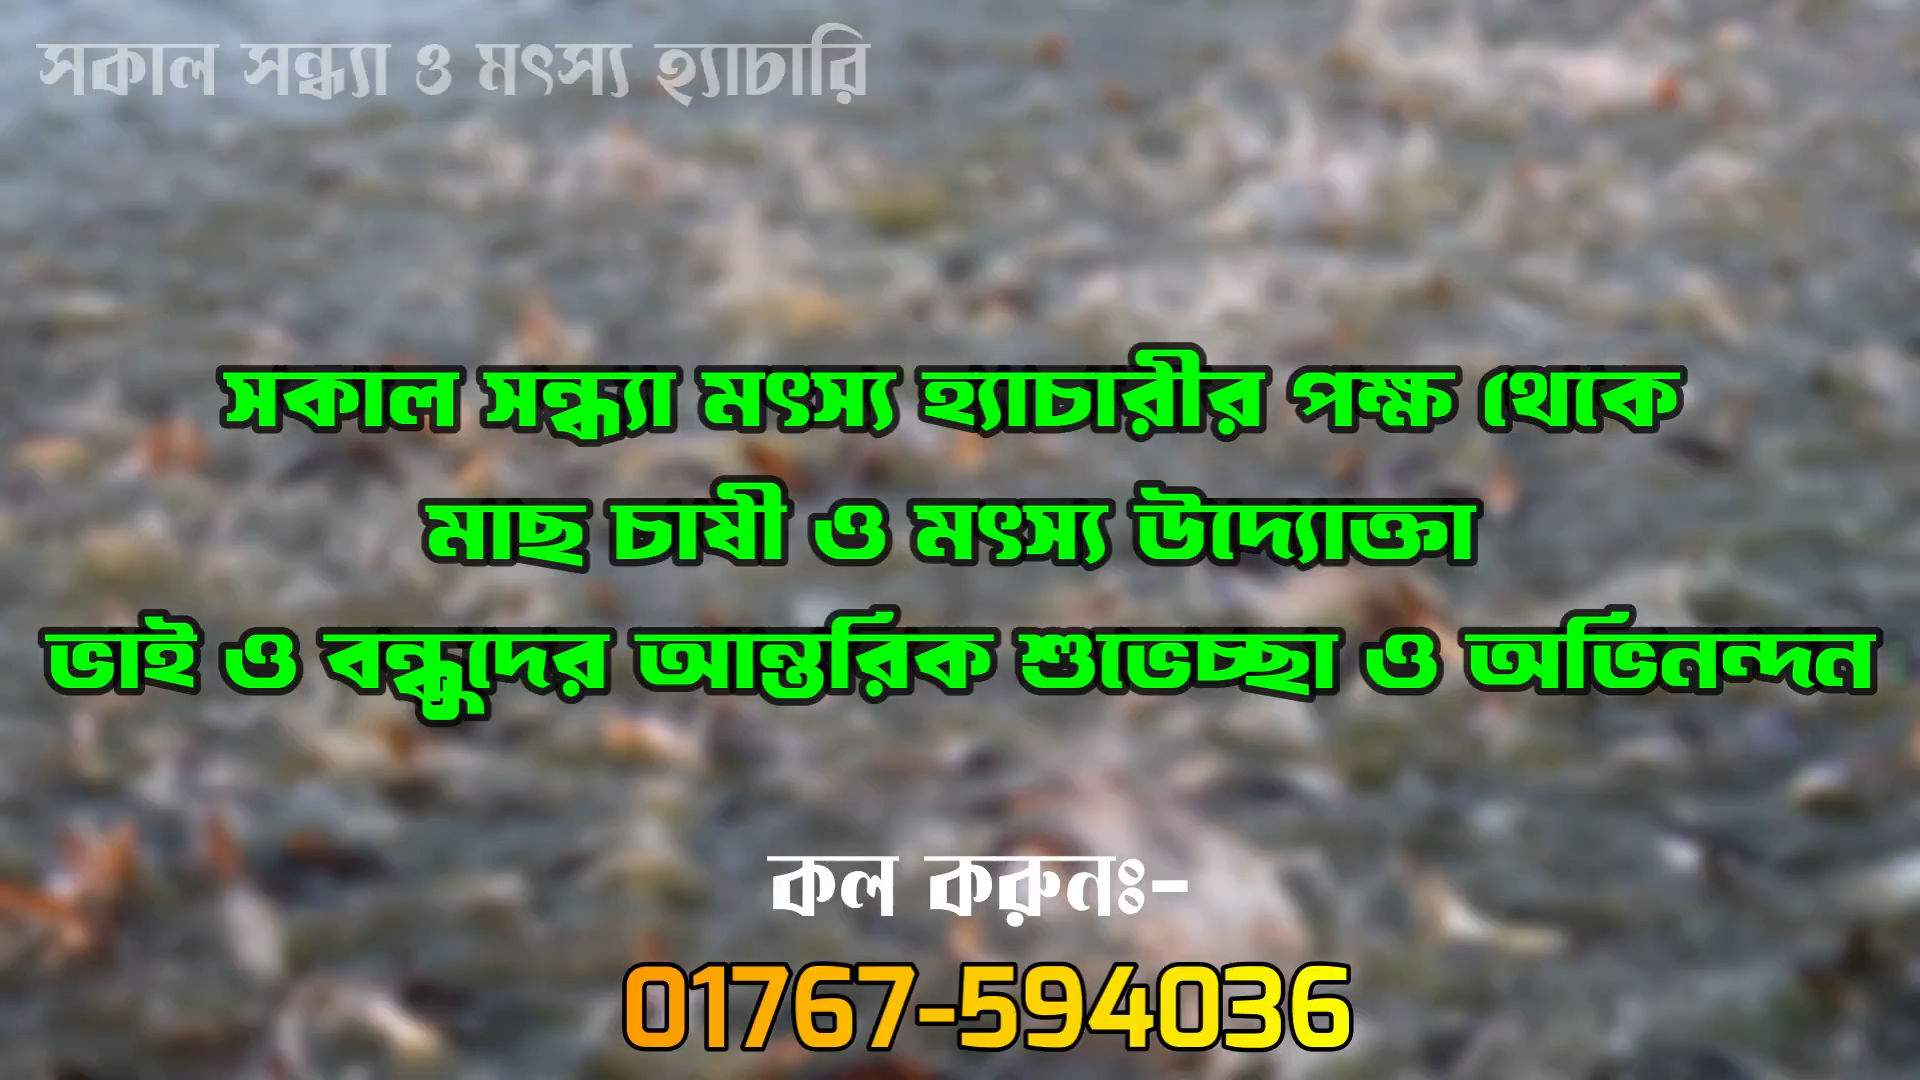 সকাল সন্ধ্যা ও মৎস্য হ্যাচারি
সকাল সন্ধ্যা মৎস্য হ্যাচারীর পক্ষ থেকে
মাছ চাষী ও মৎস্য উদ্যোক্তা
ভাই ও বন্ধুদের আন্তরিক শুভেচ্ছা ও অভিনন্দন
কল করুনঃ-
01767-594036